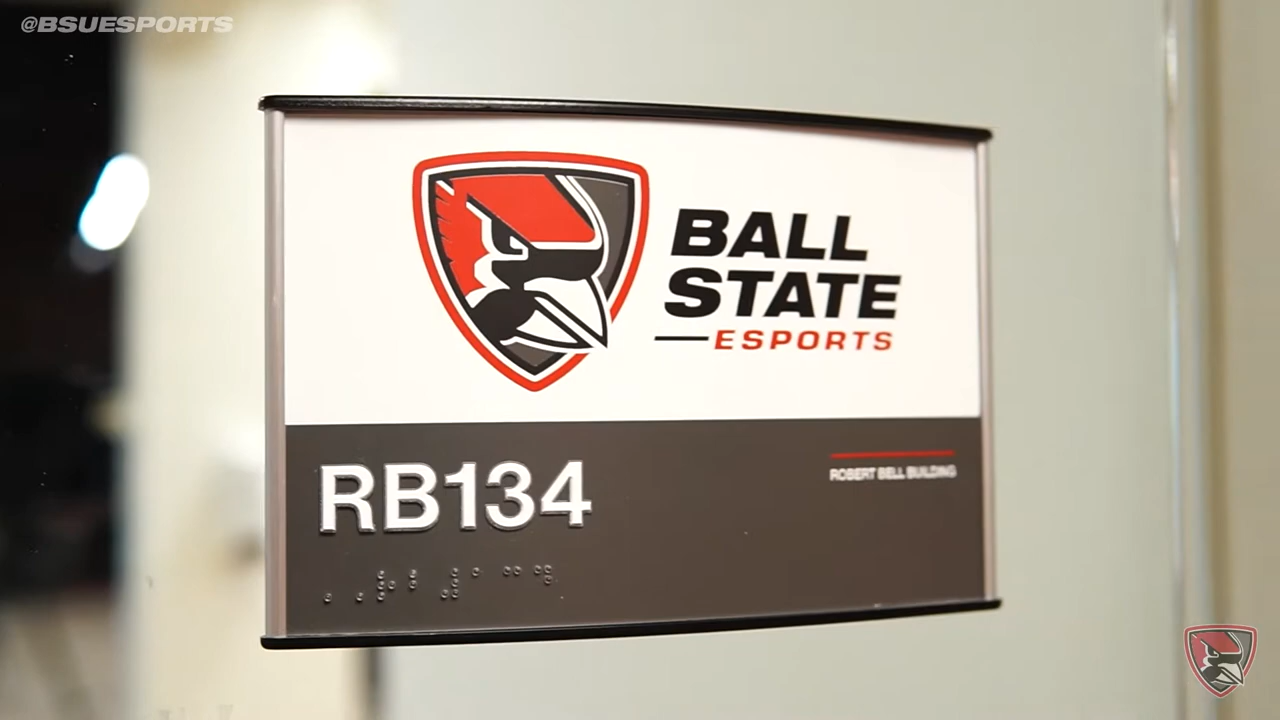 @BSUESPORTS
BALL
STATE
ESPORTS
RB134
ROBERT BELL BUILDING